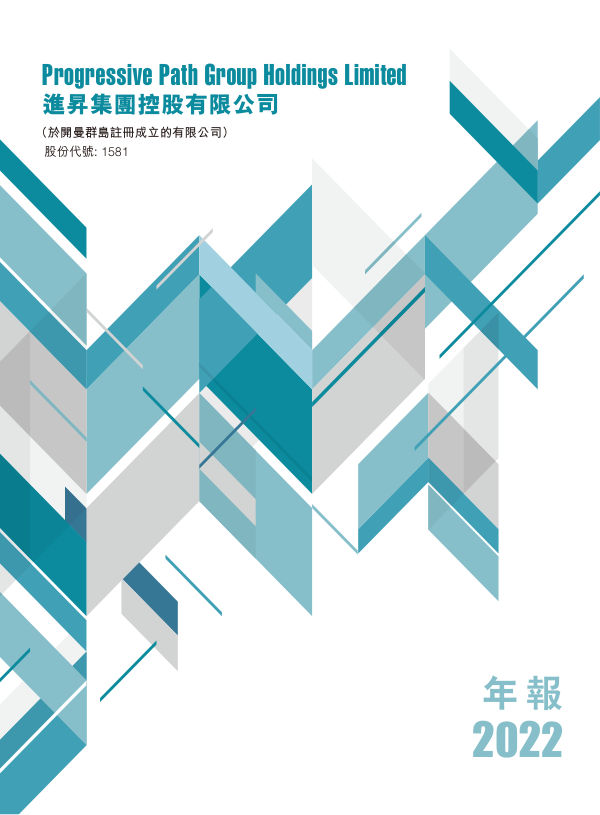 Progressive Path Group Holdings Limited
進昇集團控股有限公司
(於開曼群島註冊成立的有限公司)
股份代號: 1581
年報
2022